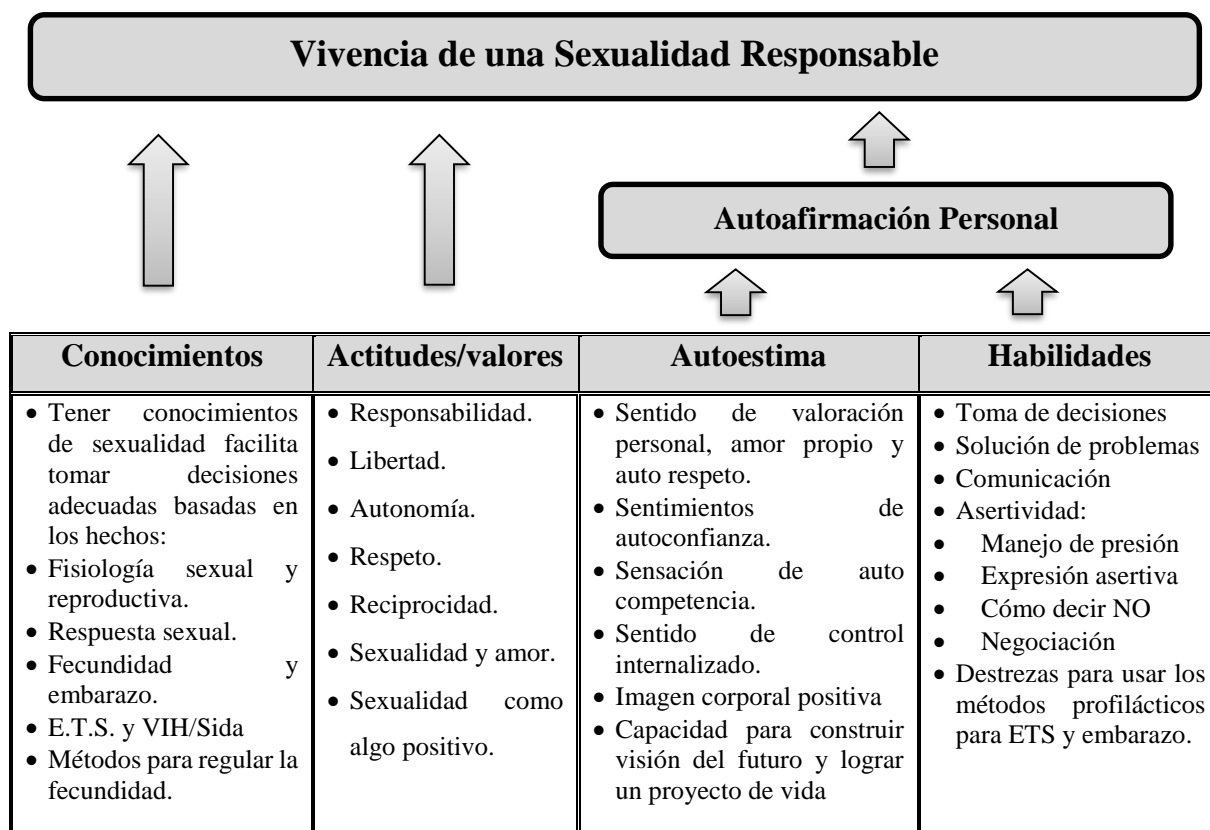 Vivencia de una Sexualidad Responsable
Autoafirmación Personal
Conocimientos
• Tener conocimientos
de sexualidad facilita
tomar decisiones
adecuadas basadas en
los hechos:
• Fisiología sexual y
reproductiva.
• Respuesta sexual.
• Fecundidad y
embarazo.
• E.T.S. y VIH/Sida
• Métodos para regular la
fecundidad.
Actitudes/valores
• Responsabilidad.
• Libertad.
• Autonomía.
• Respeto.
• Reciprocidad.
• Sexualidad y amor.
• Sexualidad como
algo positivo.
Autoestima
• Sentido de valoración
personal, amor propio y
auto respeto.
• Sentimientos de
autoconfianza.
• Sensación de auto
competencia.
• Sentido de control
internalizado.
• Imagen corporal positiva
• Capacidad para construir
visión del futuro y lograr
un proyecto de vida
Habilidades
• Toma de decisiones
• Solución de problemas
• Comunicación
• Asertividad:
• Manejo de presión
• Expresión asertiva
• Cómo decir NO
• Negociación
• Destrezas para usar los
métodos profilácticos
para ETS y embarazo.